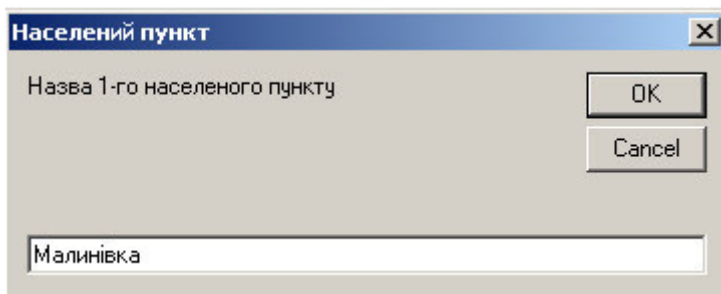 Населений пункт
Назва 1-го населеного пункту
OK
Cancel
Малинівка